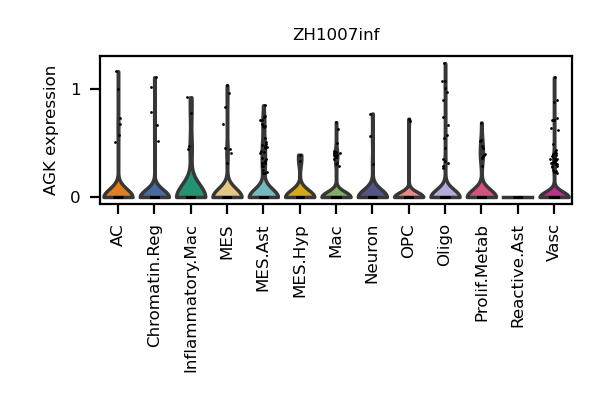 ZH1007inf
AGK expression
1
0
AC
Chromatin.Reg
Inflammatory.Mac
MES
MES.Ast
MES.Hyp
Mac
Neuron
OPC
Oligo
Prolif.Metab
Reactive.Ast
Vasc